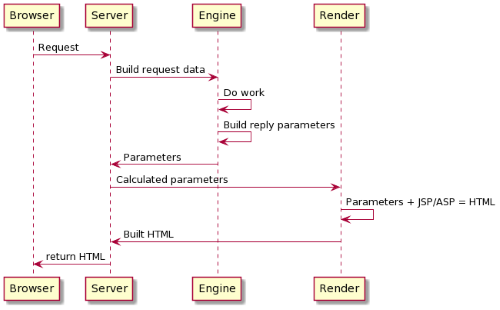 Browser Server Engine Render
Request
Build request data
Do work
Build reply parameters
Parameters
Calculated parameters
Parameters + JSP/ASP = HTML
Built HTML
return HTML
Browser Server Engine Render